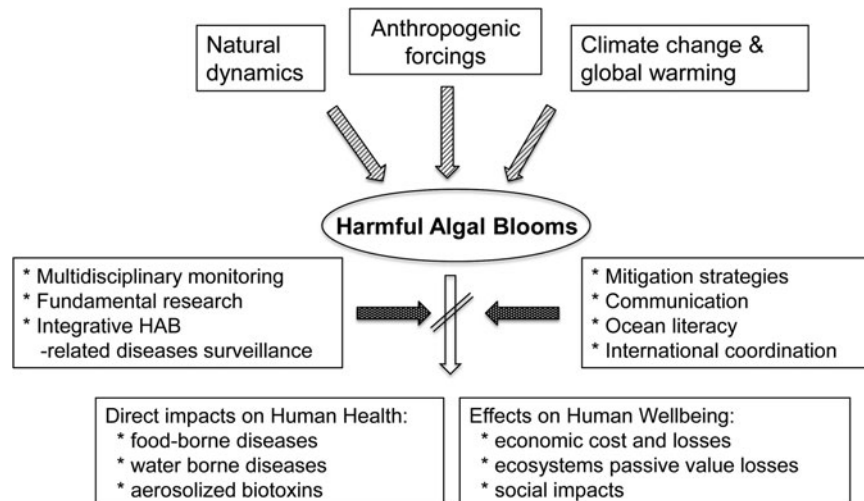 Natural
dynamics
Anthropogenic
forcings
Climate change &
global warming
Harmful Algal Blooms
* Multidisciplinary monitoring
* Fundamental research
* Integrative HAB
-related diseases surveillance
* Mitigation strategies
* Communication
* Ocean literacy
* International coordination
Direct impacts on Human Health:
* food-borne diseases
* water borne diseases
* aerosolized biotoxins
Effects on Human Wellbeing:
* economic cost and losses
* ecosystems passive value losses
* social impacts